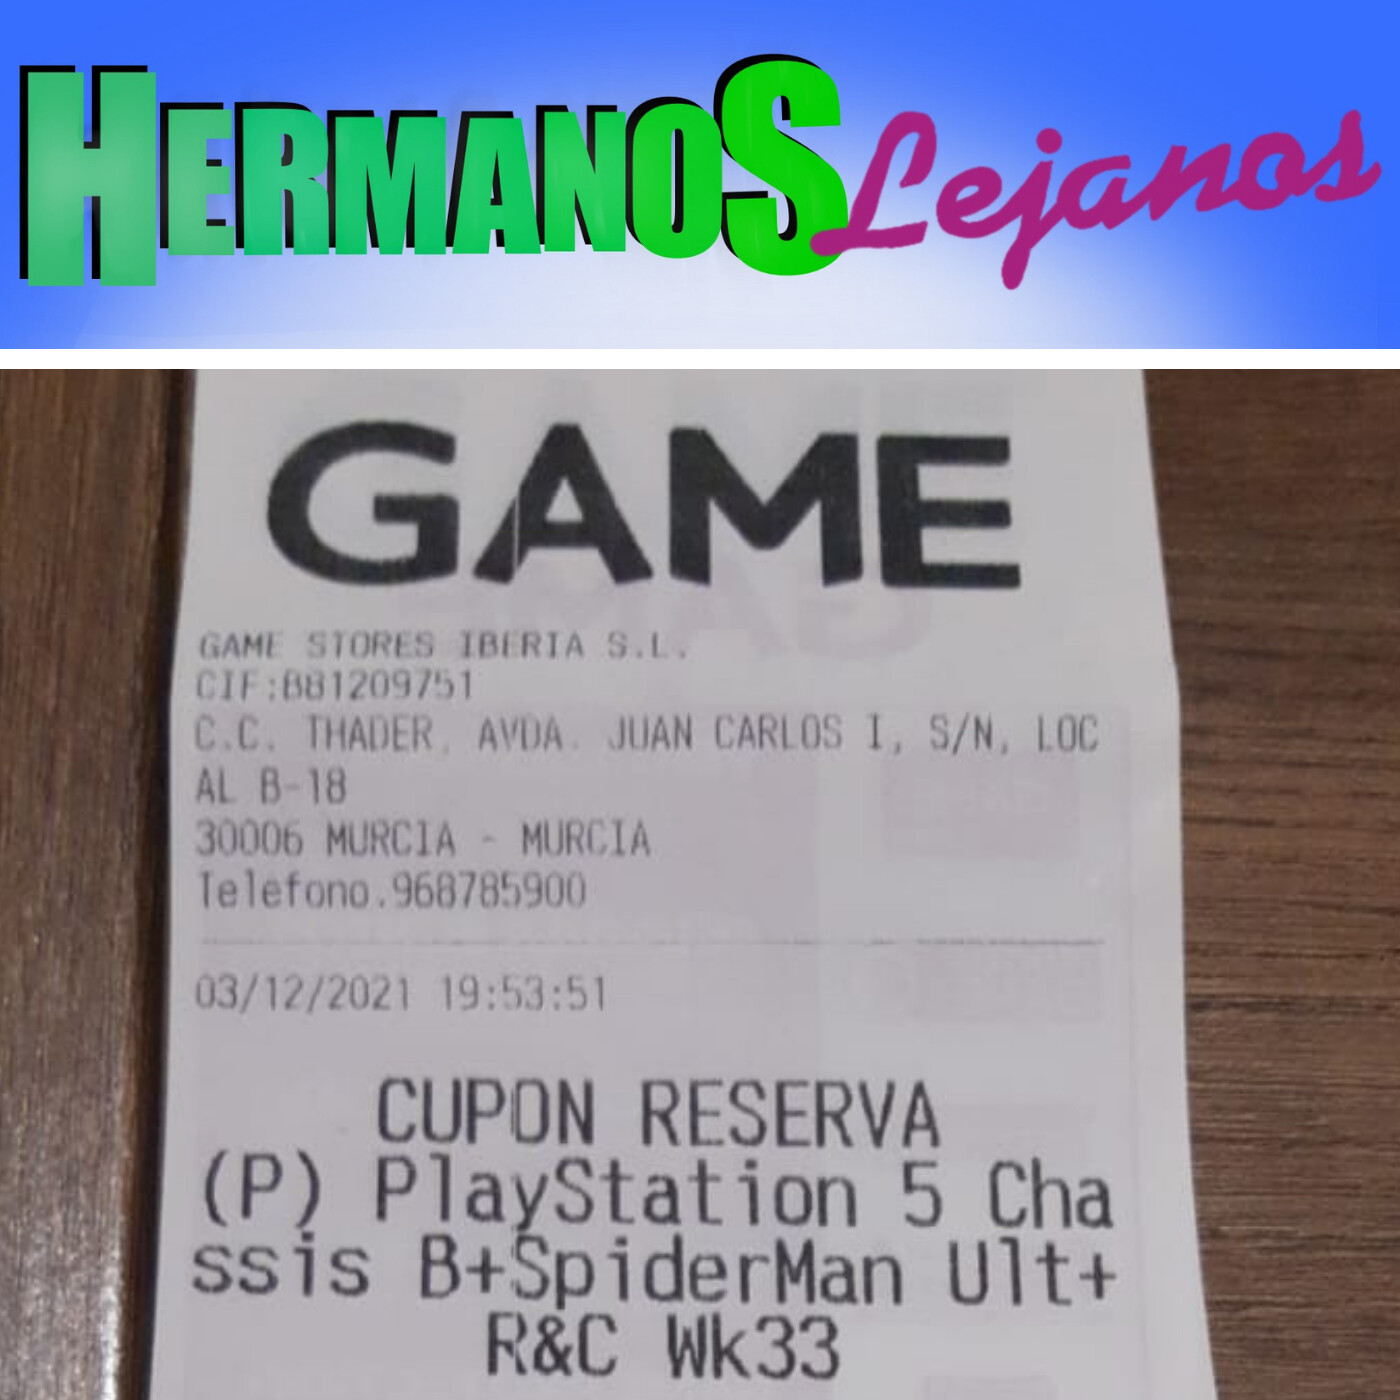 HERMANOS Lejanos
GAME
GAME STORES IBERIA S.L.
CIF:B81209751
C.C. THADER, AVDA. JUAN CARLOS I, S/N, LOC
AL B-18
30006 MURCIA - MURCIA
Telefono.968785900
03/12/2021 19:53:51
CUPON RESERVA
(P) PlayStation 5 Cha
ssis B+SpiderMan Ult+
R&C Wk33